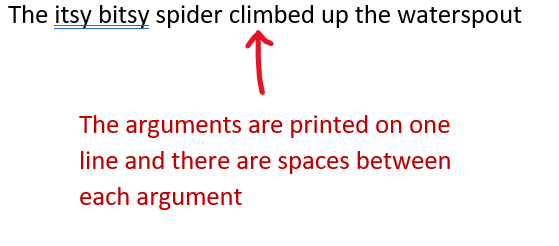 The itsy bitsy spider climbed up the waterspout
The arguments are printed on one
line and there are spaces between
each argument